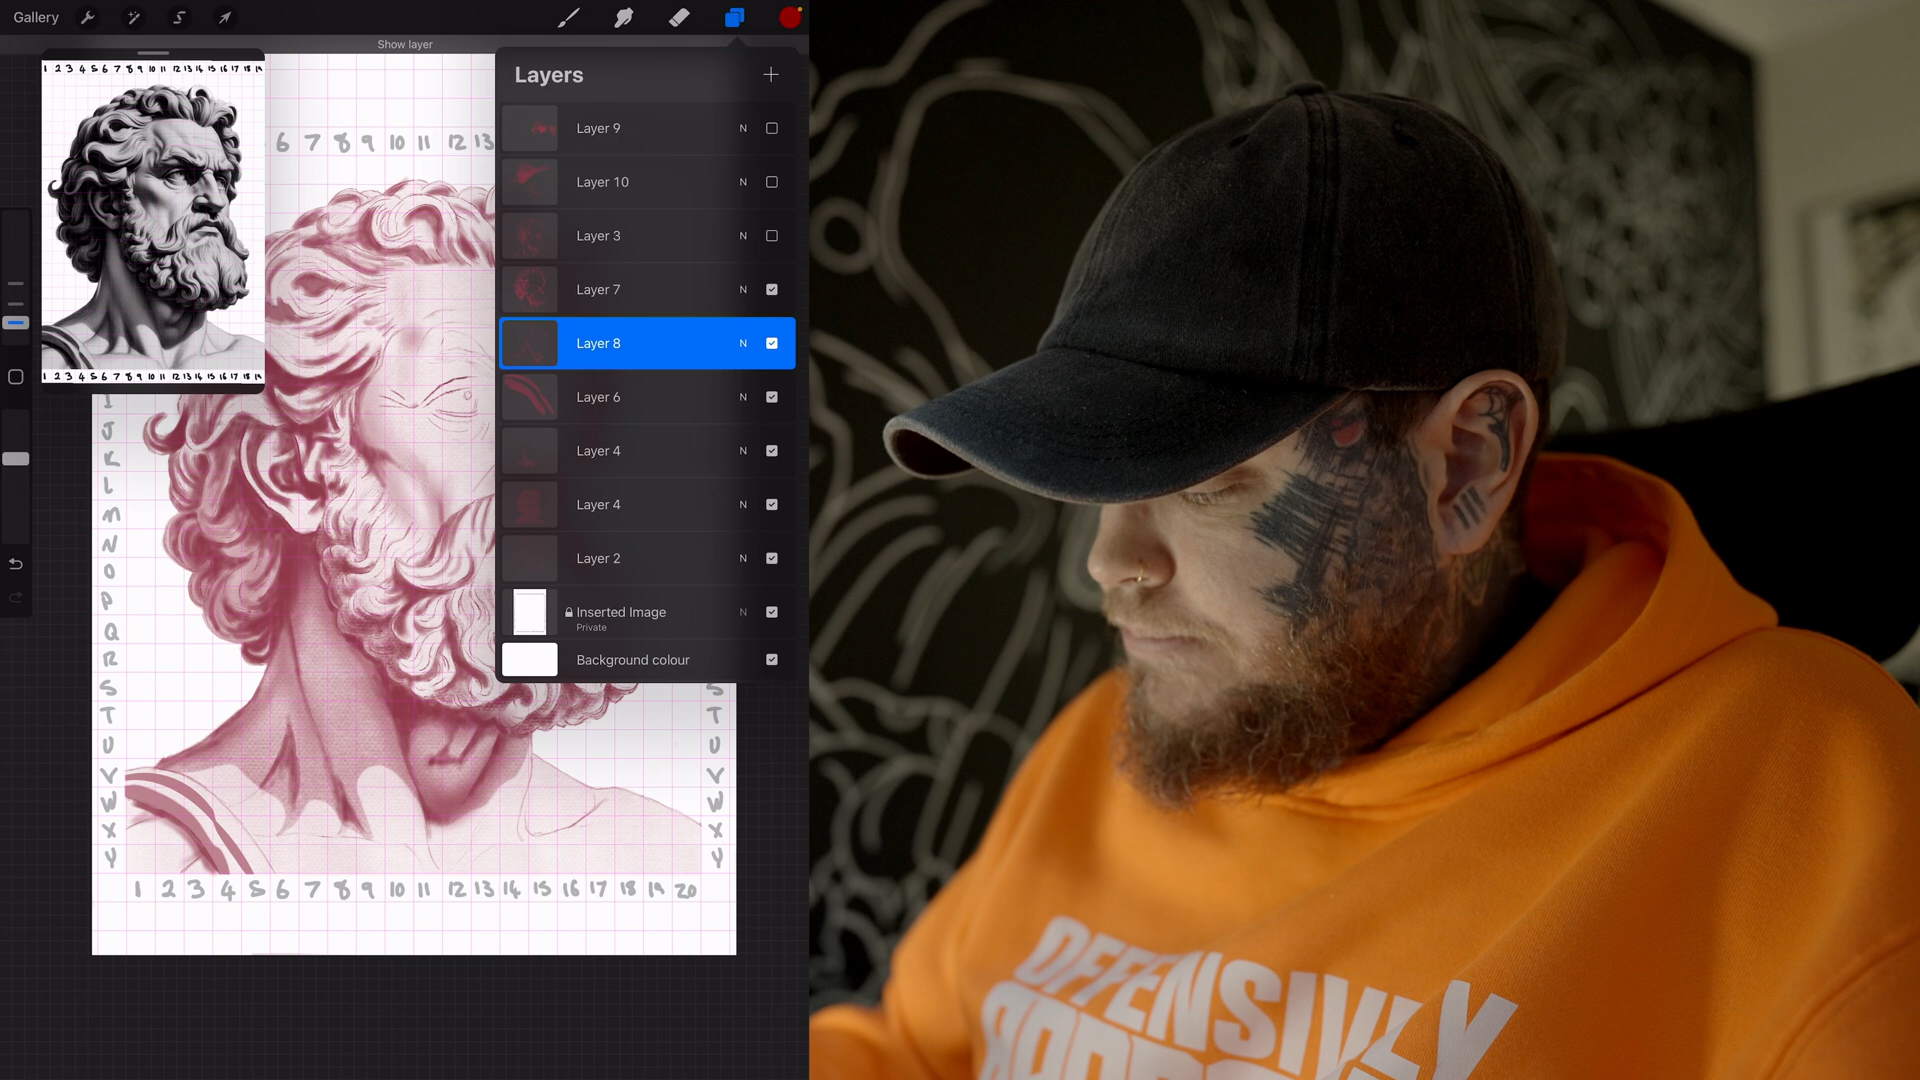 Gallery
Show layer
1 2 3 4 5 6 7 8 9 10 11 12 13 14 15 16 17 18 19
1 2 3 4 5 6 7 8 9 10 11 12 13 14 15 16 17 18 19
6 7 8 9 10 11 12 13
Layers
Layer 9 N
Layer 10 N
Layer 3 N
Layer 7 N
Layer 8 N
Layer 6 N
Layer 4 N
Layer 4 N
Layer 2 N
Inserted Image N
Private
Background colour
I
J
K
L
M
N
O
P
Q
R
S S
T T
U U
V V
W W
X X
Y Y
1 2 3 4 5 6 7 8 9 10 11 12 13 14 15 16 17 18 19 20
OFFENSIVLY